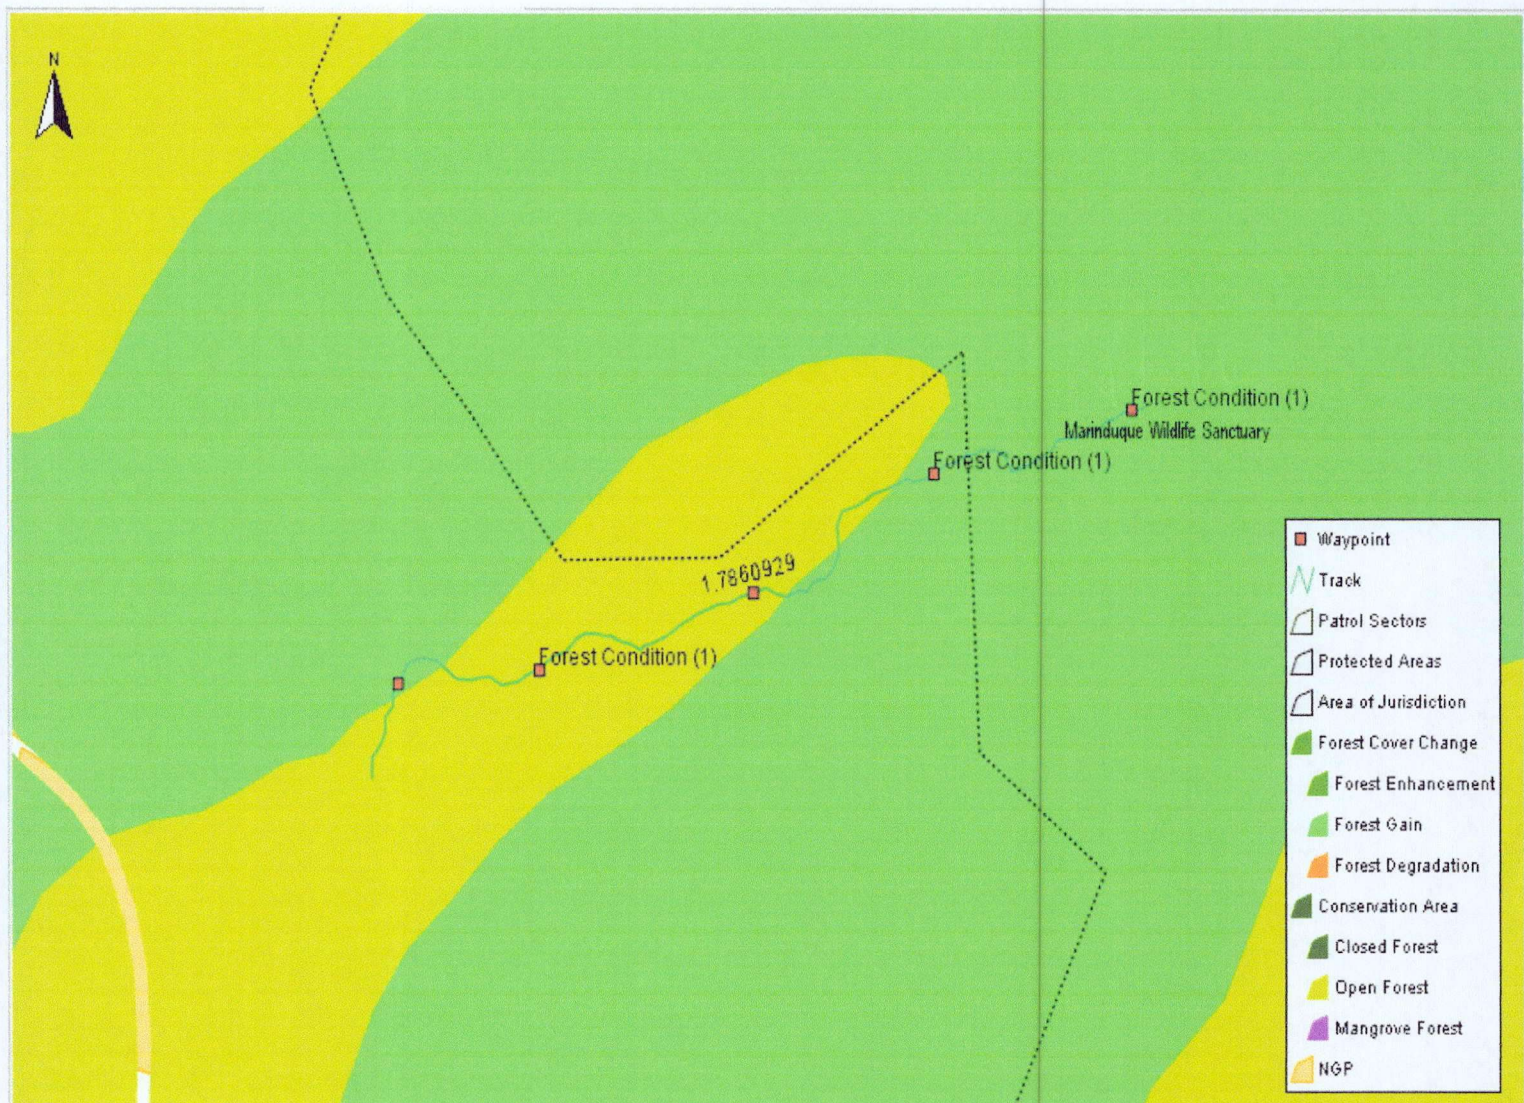 N
Forest Condition (1)
Marinduque Wildlife Sanctuary
Forest Condition (1)
1.7860929
Forest Condition (1)
Waypoint
Track
Patrol Sectors
Protected Areas
Area of Jurisdiction
Forest Cover Change
Forest Enhancement
Forest Gain
Forest Degradation
Conservation Area
Closed Forest
Open Forest
Mangrove Forest
NGP